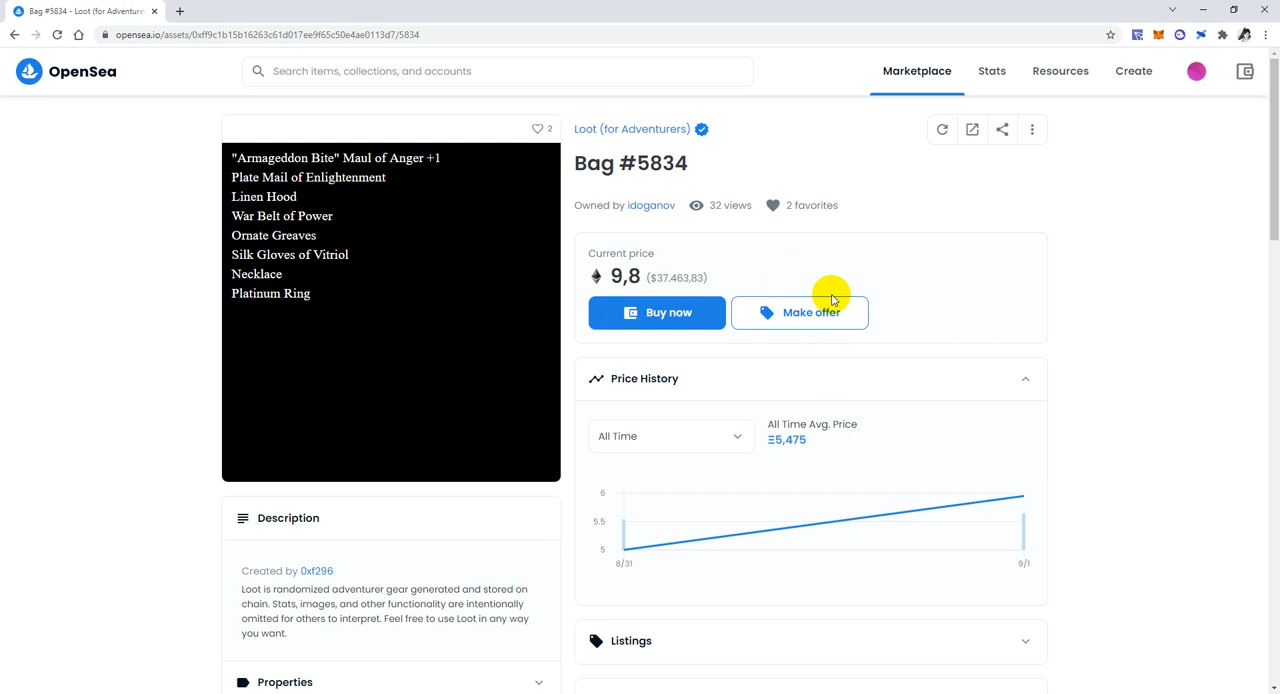 Bag #5834 - Loot (for Adventurer
opensea.io/assets/0xff9c1b15b16263c61d017ee9f65c50e4ae0113d7/5834
OpenSea
Search items, collections, and accounts
Marketplace
Stats
Resources
Create
2
"Armageddon Bite" Maul of Anger +1
Plate Mail of Enlightenment
Linen Hood
War Belt of Power
Ornate Greaves
Silk Gloves of Vitriol
Necklace
Platinum Ring
Description
Created by 0xf296
Loot is randomized adventurer gear generated and stored on
chain. Stats, images, and other functionality are intentionally
omitted for others to interpret. Feel free to use Loot in any way
you want.
Properties
Loot (for Adventurers)
Bag #5834
Owned by idoganov 32 views 2 favorites
Current price
9,8 ($37.463,83)
Buy now
Make offer
Price History
All Time
All Time Avg. Price
Ξ5,475
6
5.5
5
8/31
9/1
Listings